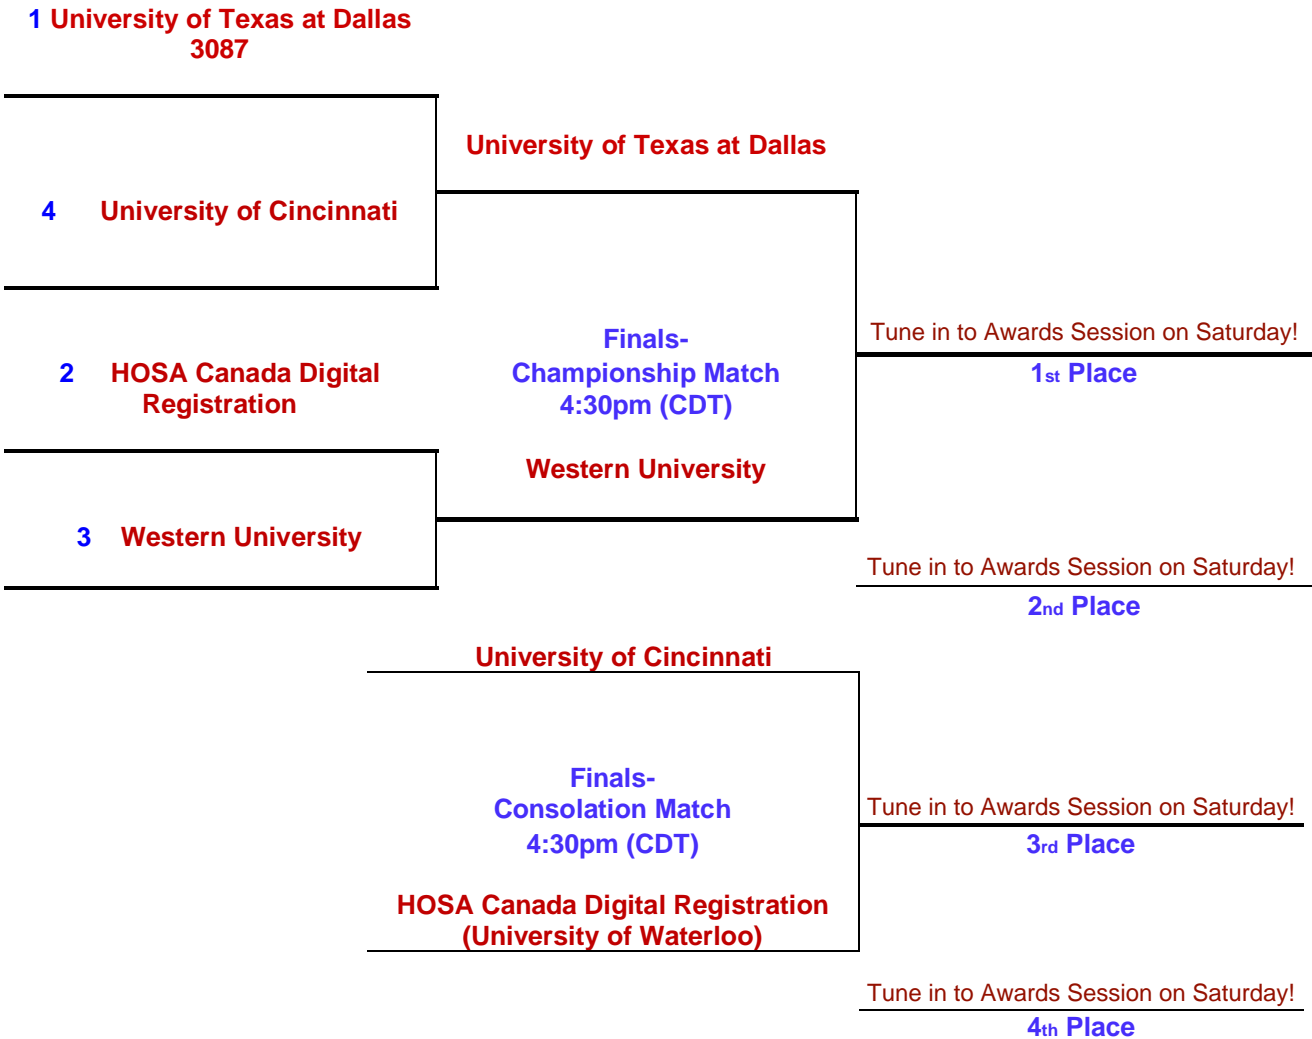 1 University of Texas at Dallas
3087
University of Texas at Dallas
4 University of Cincinnati
Tune in to Awards Session on Saturday!
Finals-
2 HOSA Canada Digital
Championship Match
1st Place
Registration
4:30pm (CDT)
Western University
3 Western University
Tune in to Awards Session on Saturday!
2nd Place
University of Cincinnati
Finals-
Consolation Match
Tune in to Awards Session on Saturday!
4:30pm (CDT)
3rd Place
HOSA Canada Digital Registration
(University of Waterloo)
Tune in to Awards Session on Saturday!
4th Place